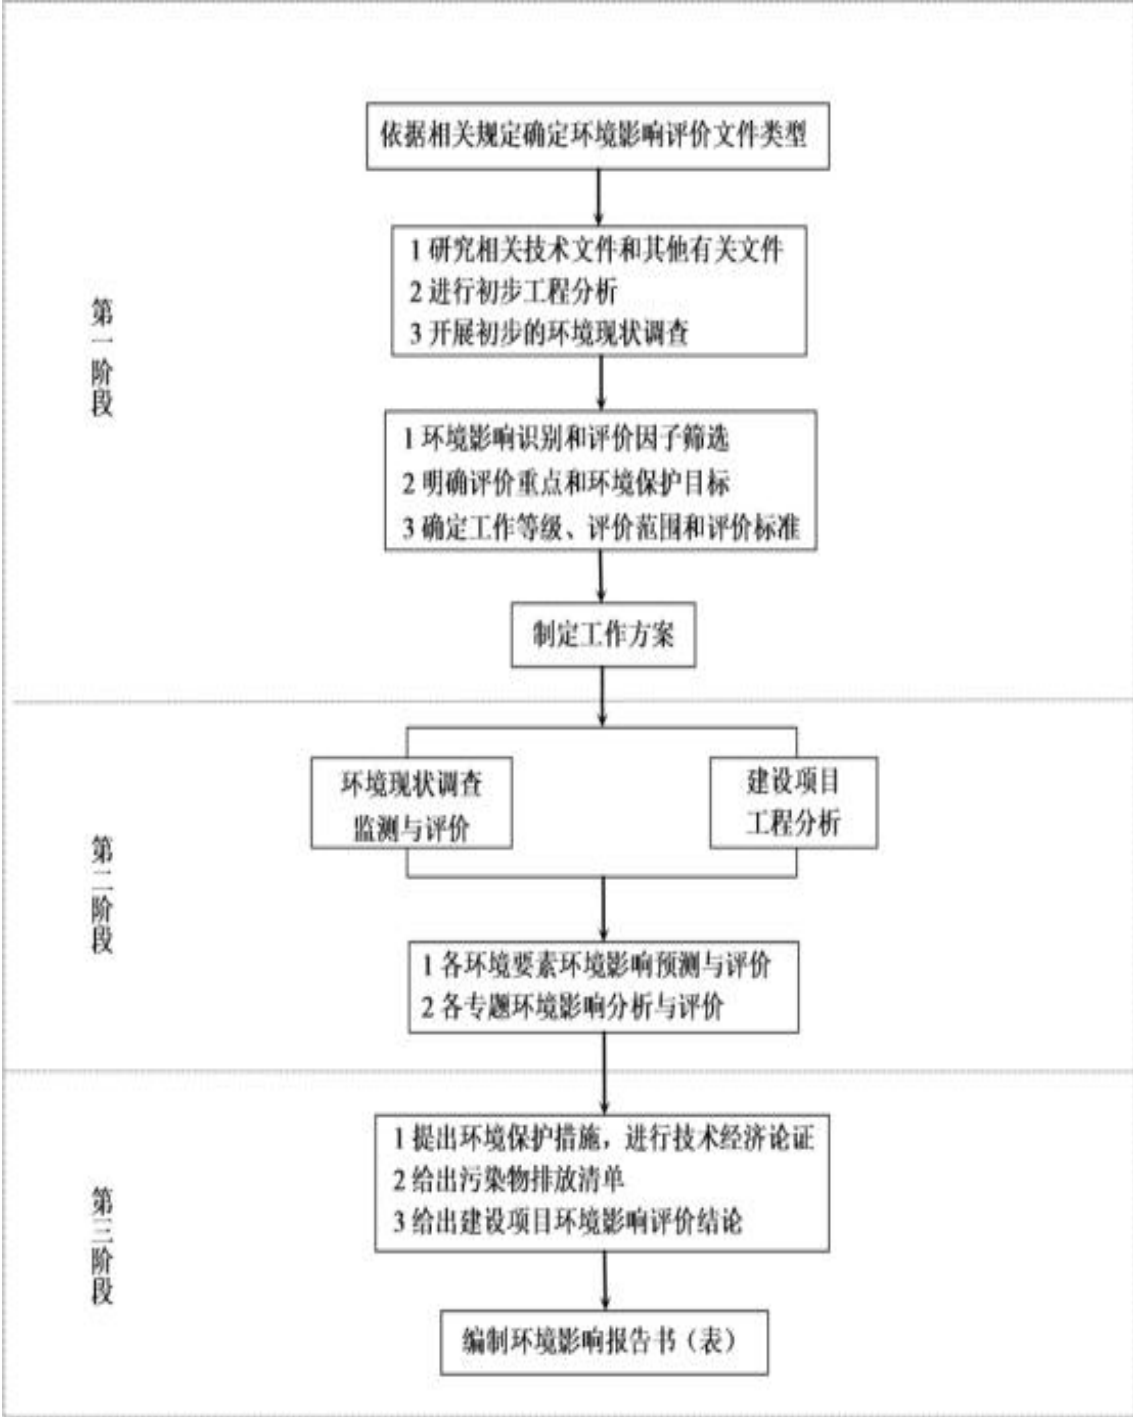 依据相关规定确定环境影响评价文件类型
1 研究相关技术文件和其他有关文件
2 进行初步工程分析
3 开展初步的环境现状调查
第一阶段
1 环境影响识别和评价因子筛选
2 明确评价重点和环境保护目标
3 确定工作等级、评价范围和评价标准
制定工作方案
环境现状调查
监测与评价
建设项目
工程分析
第二阶段
1 各环境要素环境影响预测与评价
2 各专题环境影响分析与评价
1 提出环境保护措施，进行技术经济论证
2 给出污染物排放清单
3 给出建设项目环境影响评价结论
第三阶段
编制环境影响报告书（表）